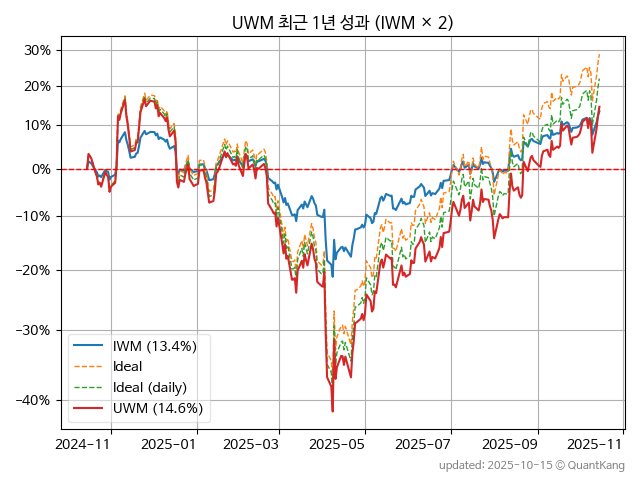 UWM 최근 1년 성과 (IWM × 2)
30%
20%
10%
0%
−10%
−20%
−30%
−40%
IWM (13.4%)
Ideal
Ideal (daily)
UWM (14.6%)
2024-11
2025-01
2025-03
2025-05
2025-07
2025-09
2025-11
updated: 2025-10-15 © QuantKang